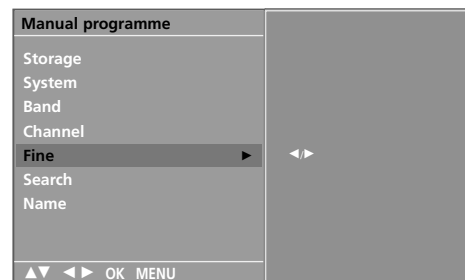 Manual programme
Storage
System
Band
Channel
Fine ► ◄/►
Search
Name
▲▼ ◄ ► OK MENU